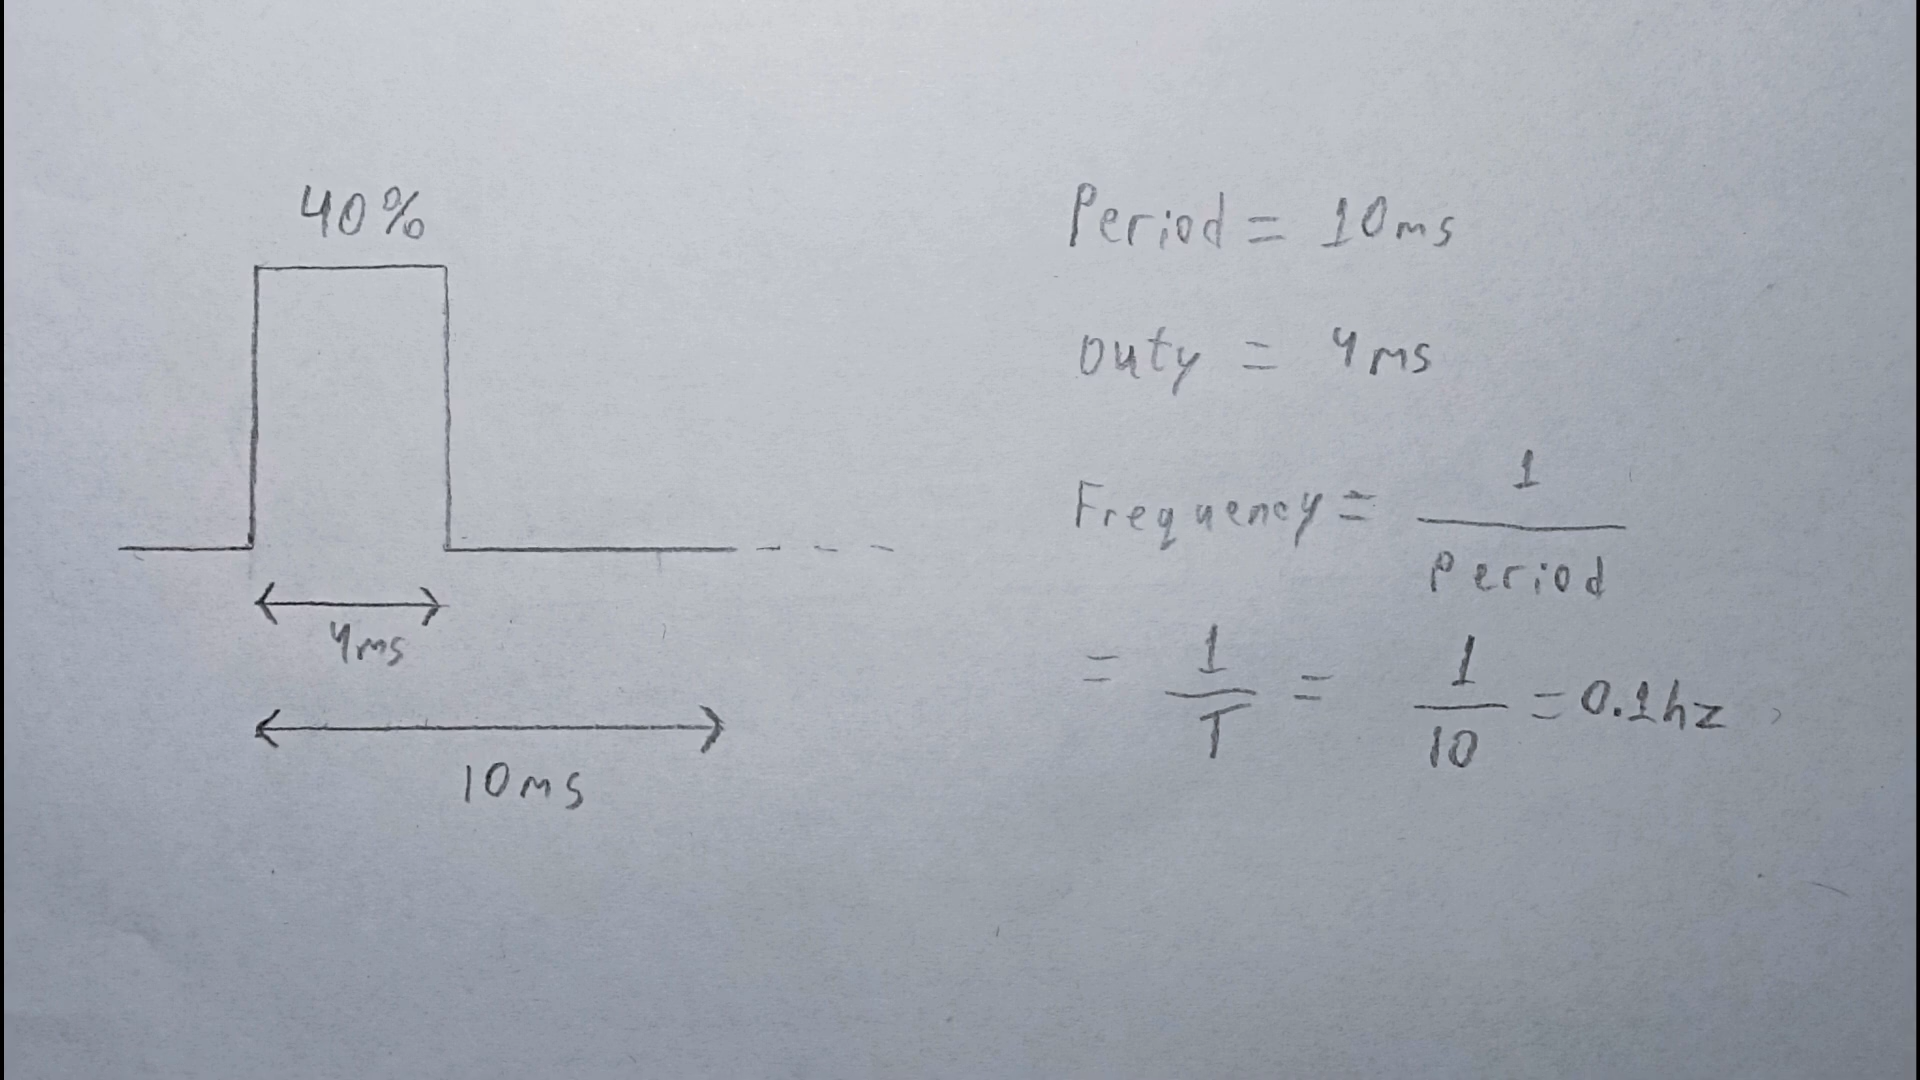 40%
4ms
10ms
Period = 10ms
Duty = 4ms
Frequency = 1
Period
= 1 = 1 = 0.1hz
T 10